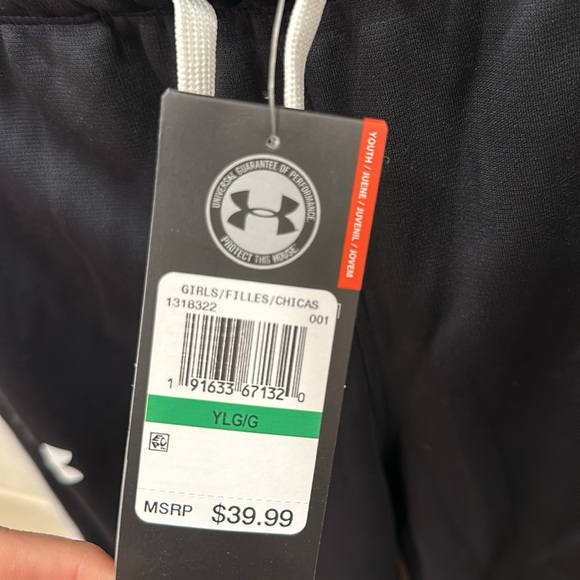 UNIVERSAL GUARANTEE OF PERFORMANCE
PROTECT THIS HOUSE.
YOUTH / JUENE / JUVENIL / JOVEM
GIRLS/FILLES/CHICAS
1318322
001
1 91633 67132 0
YLG/G
MSRP $39.99